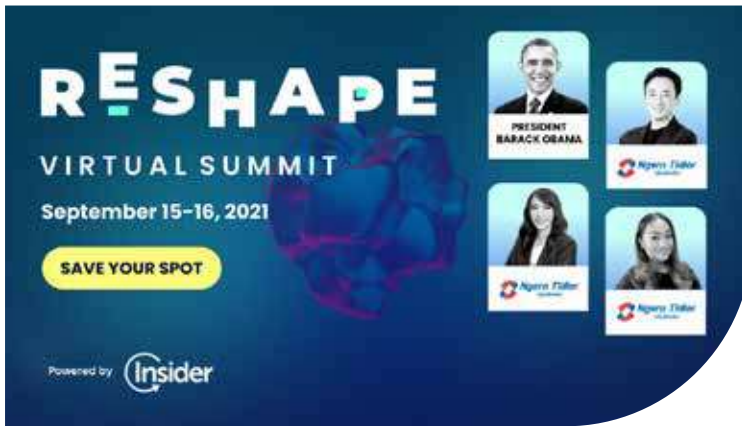 RESHAPE
VIRTUAL SUMMIT
September 15-16, 2021
SAVE YOUR SPOT
Powered by Insider
PRESIDENT
BARACK OBAMA